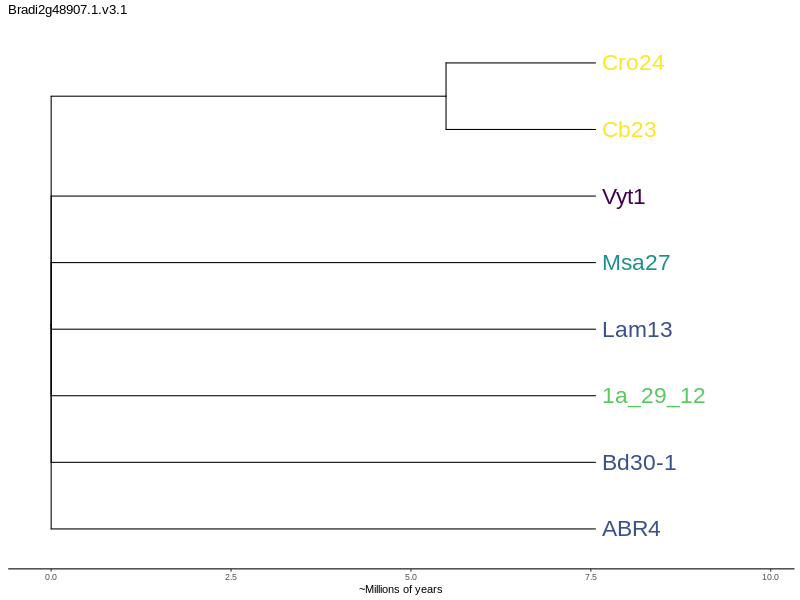 Bradi2g48907.1.v3.1
Cro24
Cb23
Vyt1
Msa27
Lam13
1a_29_12
Bd30-1
ABR4
0.0 2.5 5.0 7.5 10.0
~Millions of years